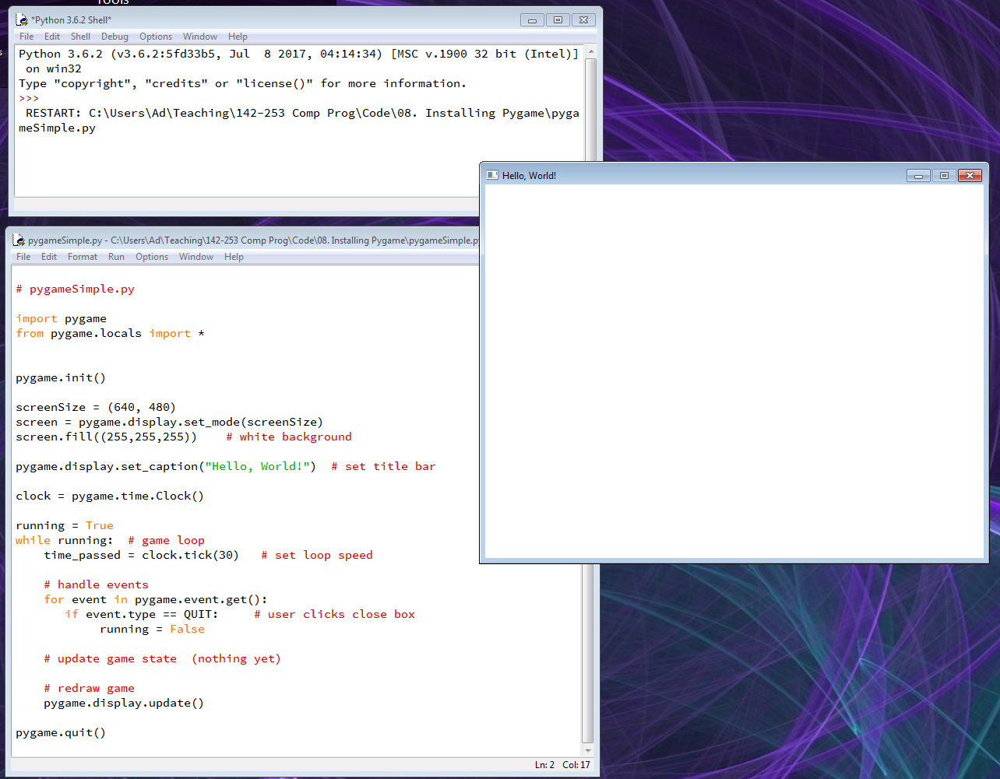 Tools
*Python 3.6.2 Shell*
File Edit Shell Debug Options Window Help
Python 3.6.2 (v3.6.2:5fd33b5, Jul  8 2017, 04:14:34) [MSC v.1900 32 bit (Intel)]
 on win32
Type "copyright", "credits" or "license()" for more information.
>>>
 RESTART: C:\Users\Ad\Teaching\142-253 Comp Prog\Code\08. Installing Pygame\pyga
meSimple.py
Hello, World!
pygameSimple.py - C:\Users\Ad\Teaching\142-253 Comp Prog\Code\08. Installing Pygame\pygameSimple.py
File Edit Format Run Options Window Help
# pygameSimple.py
import pygame
from pygame.locals import *
pygame.init()
screenSize = (640, 480)
screen = pygame.display.set_mode(screenSize)
screen.fill((255,255,255))    # white background
pygame.display.set_caption("Hello, World!")  # set title bar
clock = pygame.time.Clock()
running = True
while running:  # game loop
    time_passed = clock.tick(30)   # set loop speed
    # handle events
    for event in pygame.event.get():
       if event.type == QUIT:     # user clicks close box
            running = False
    # update game state  (nothing yet)
    # redraw game
    pygame.display.update()
pygame.quit()
Ln: 2 Col: 17